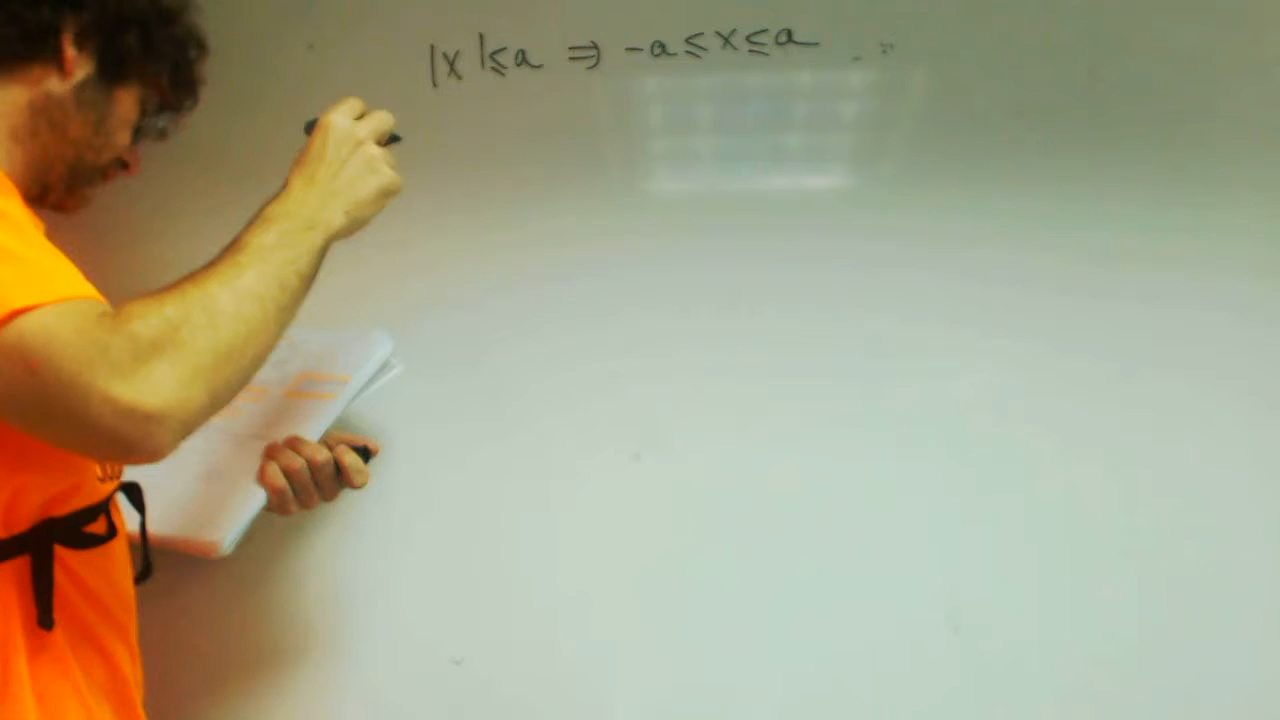 |x| ≤ a ⇒ -a ≤ x ≤ a